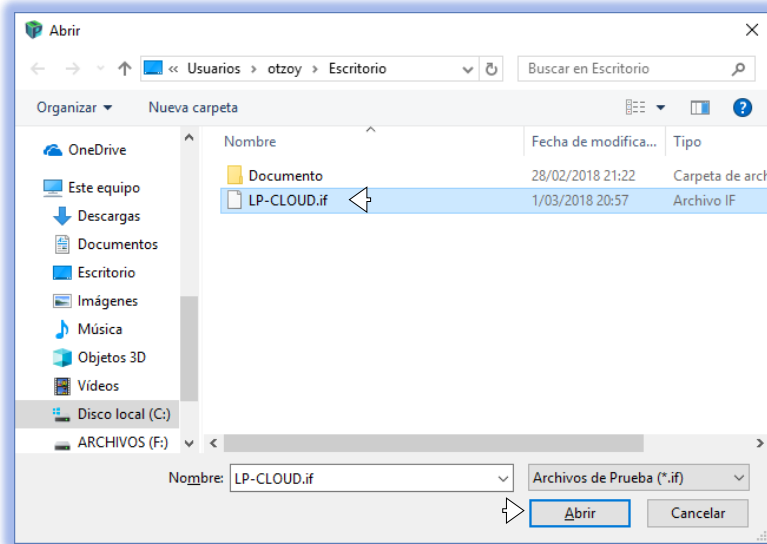 Abrir
« Usuarios > otzoy > Escritorio
Buscar en Escritorio
Organizar
Nueva carpeta
OneDrive
Este equipo
Descargas
Documentos
Escritorio
Imágenes
Música
Objetos 3D
Vídeos
Disco local (C:)
ARCHIVOS (F:)
Nombre
Fecha de modifica...
Tipo
Documento
28/02/2018 21:22
Carpeta de arch
LP-CLOUD.if
1/03/2018 20:57
Archivo IF
Nombre:
LP-CLOUD.if
Archivos de Prueba (*.if)
Abrir
Cancelar